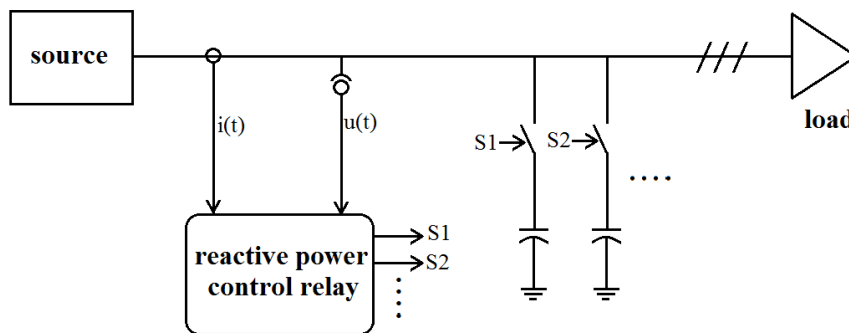 source
i(t)
u(t)
S1
S2
load
reactive power
control relay
S1
S2